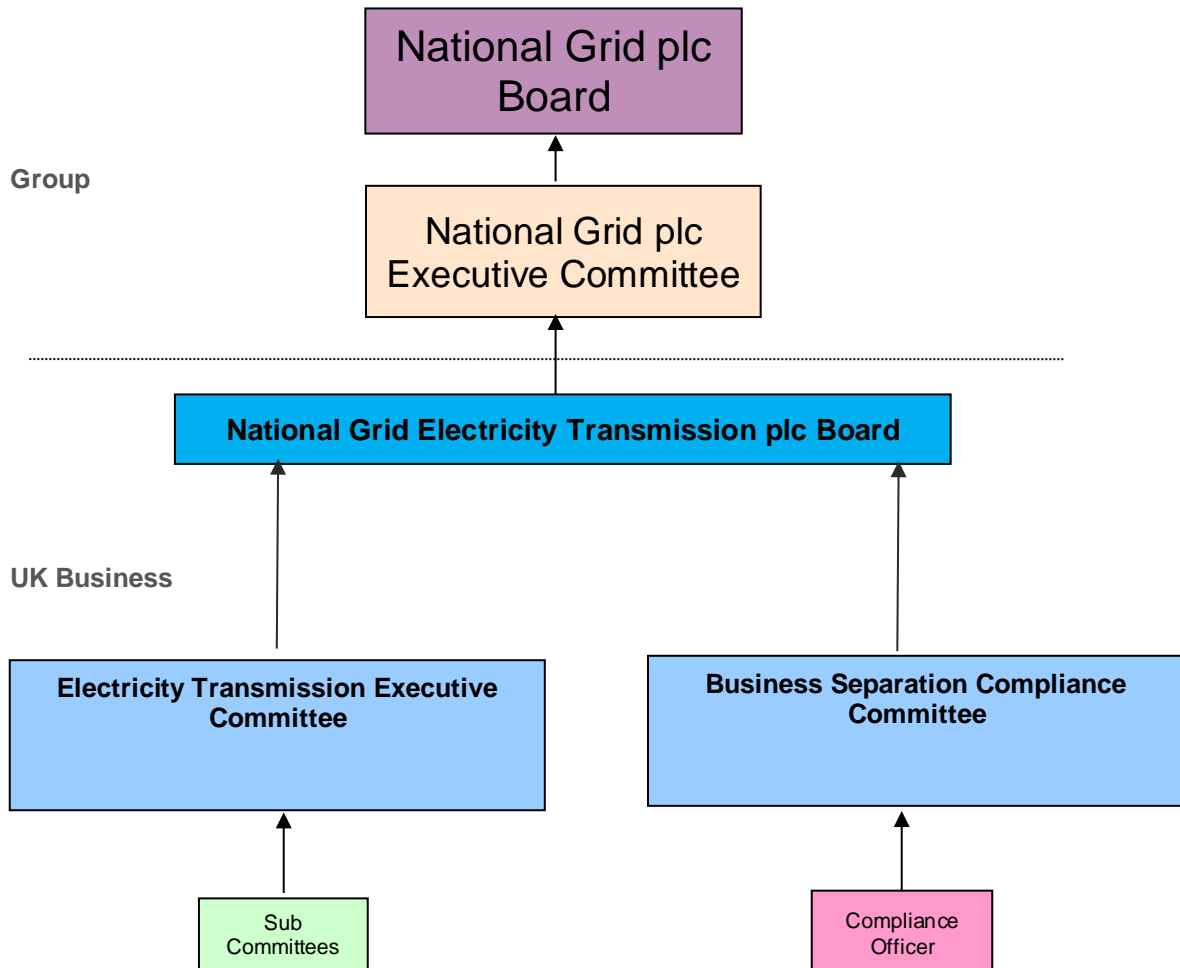 National Grid plc
Board
Group
National Grid plc
Executive Committee
National Grid Electricity Transmission plc Board
UK Business
Electricity Transmission Executive
Committee
Business Separation Compliance
Committee
Sub
Committees
Compliance
Officer